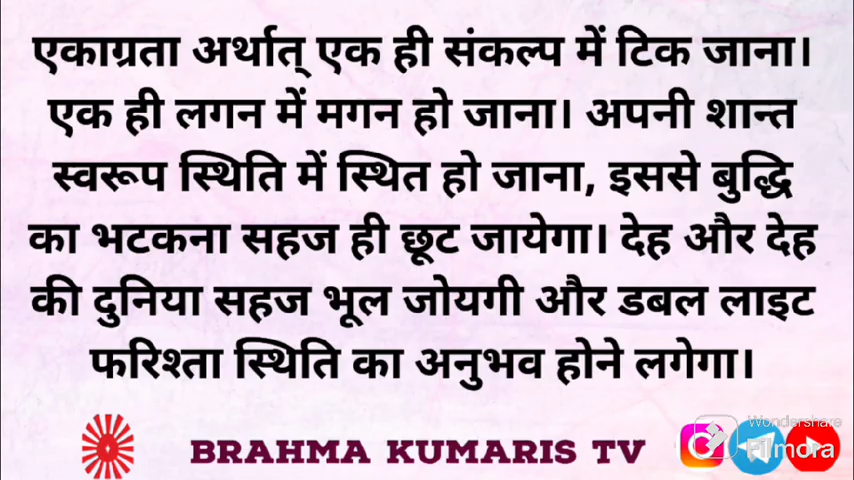 एकाग्रता अर्थात् एक ही संकल्प में टिक जाना।
एक ही लगन में मगन हो जाना। अपनी शान्त
स्वरूप स्थिति में स्थित हो जाना, इससे बुद्धि
का भटकना सहज ही छूट जायेगा। देह और देह
की दुनिया सहज भूल जोयगी और डबल लाइट
फरिश्ता स्थिति का अनुभव होने लगेगा।
BRAHMA KUMARIS TV
Wondershare
Filmora